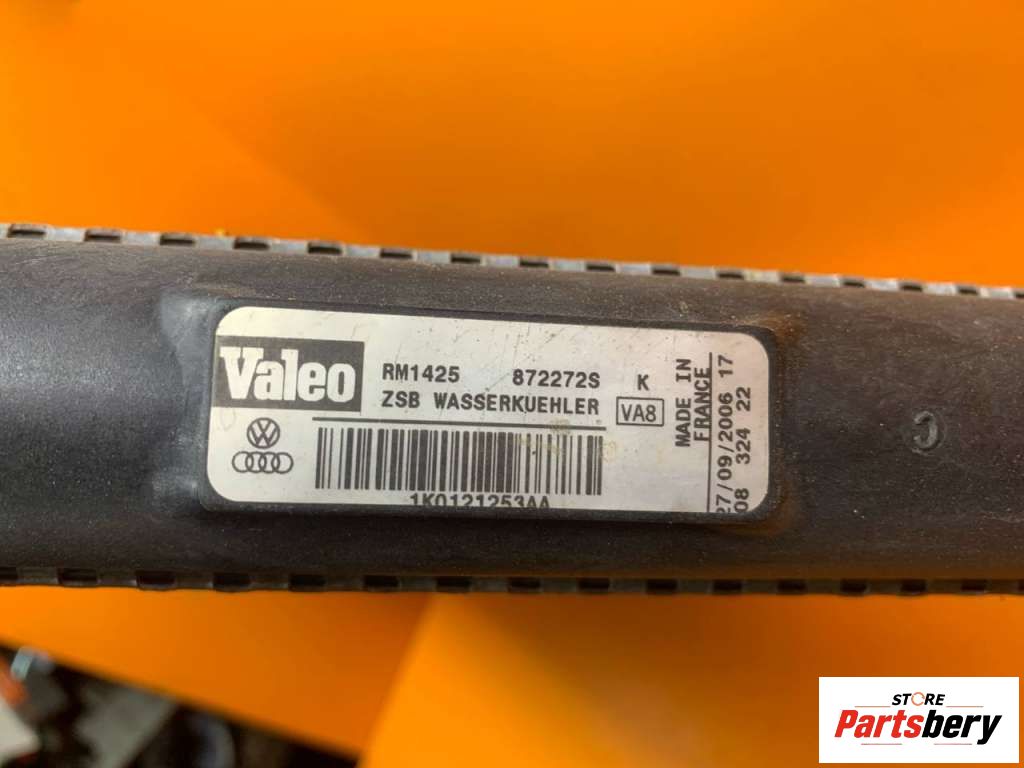 Valeo
RM1425 872272S K
ZSB WASSERKUEHLER VA8
1K0121253AA
MADE IN
FRANCE
27/09/2006 17
08 324 22 22
C
STORE
Partsbery